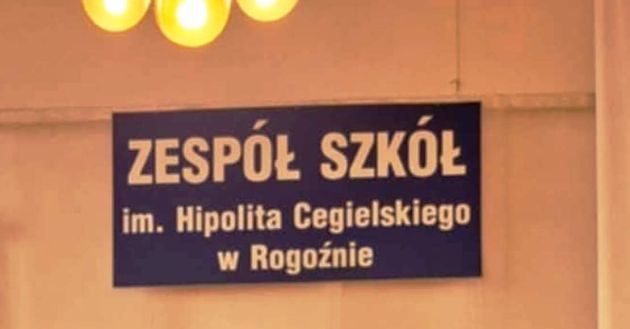 ZESPÓŁ SZKÓŁ
im. Hipolita Cegielskiego
w Rogoźnie